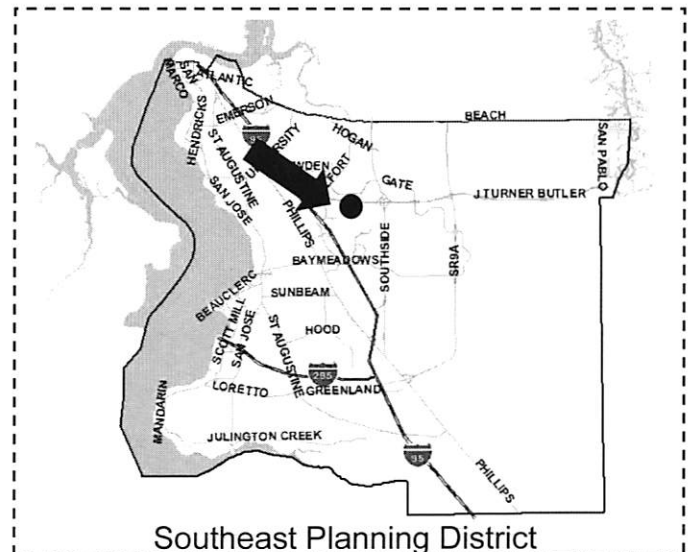 SAN
MARCO
ATLANTIC
EMERSON
BEACH
HENDRICKS
95
HOGAN
SAN PABLO
ST AUGUSTINE
GATE
SAN JOSE
J TURNER BUTLER
PHILLIPS
BAYMEADOWS
SOUTHSIDE
SR9A
BEAUCLERC
SUNBEAM
SCOTT MILL
SAN JOSE
ST AUGUSTINE
HOOD
LORETTO
GREENLAND
MANDARIN
JULINGTON CREEK
95
PHILLIPS
Southeast Planning District